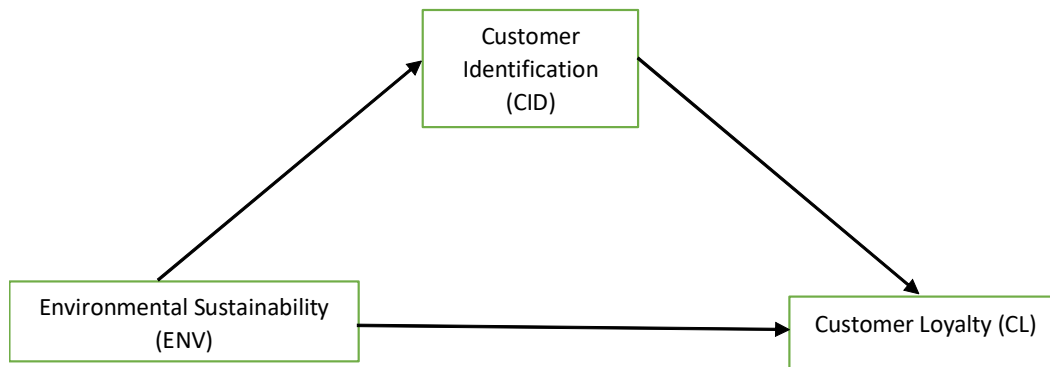 Customer
Identification
(CID)
Environmental Sustainability
(ENV)
Customer Loyalty (CL)